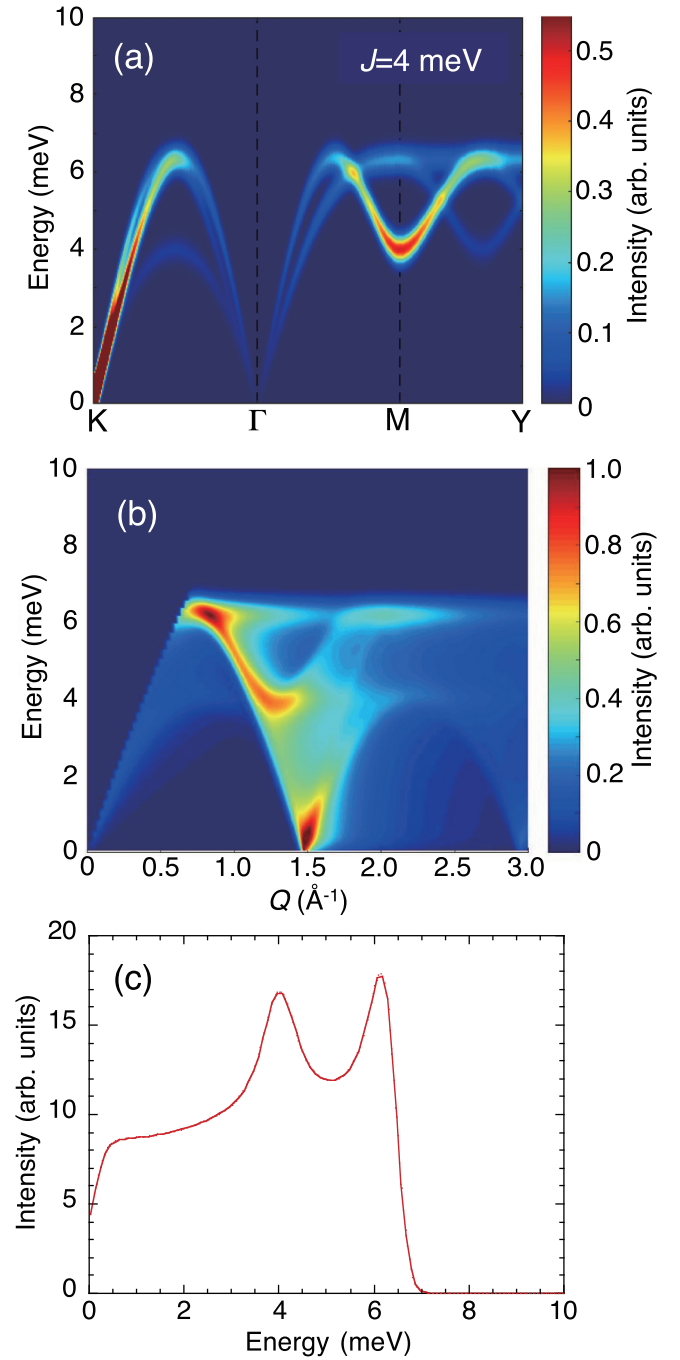 (a)
J=4 meV
Energy (meV)
10
8
6
4
2
0
K Γ M Y
0.5
0.4
0.3
0.2
0.1
0
Intensity (arb. units)
(b)
Energy (meV)
10
8
6
4
2
0
0 0.5 1.0 1.5 2.0 2.5 3.0
Q (Å-1)
1.0
0.8
0.6
0.4
0.2
0
Intensity (arb. units)
(c)
Intensity (arb. units)
20
15
10
5
0
0 2 4 6 8 10
Energy (meV)